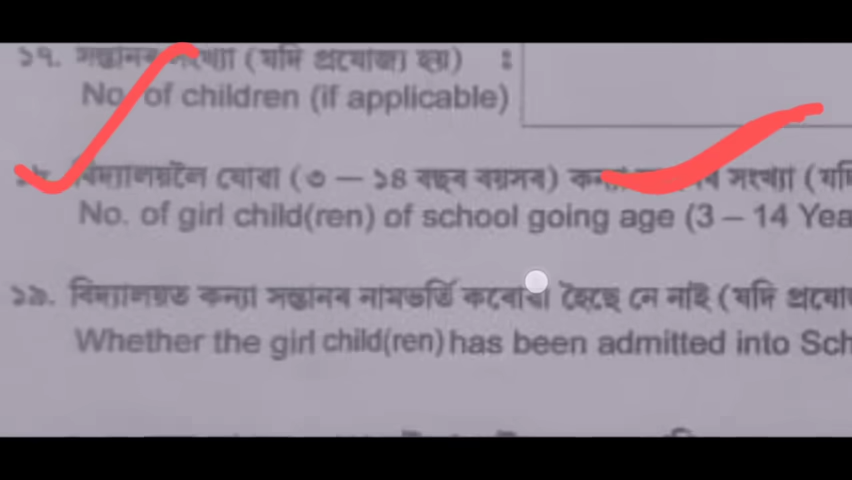 ১৭. সন্তানৰ সংখ্যা (যদি প্ৰযোজ্য হয়) :
No. of children (if applicable)
বিদ্যালয়লৈ যোৱা (৩ – ১৪ বছৰ বয়সৰ) সংখ্যা
No. of girl child(ren) of school going age (3 – 14
১৯. বিদ্যালয়ত কন্যা সন্তানৰ নামভৰ্তি কৰোৱা হৈছে নে নাই (যদি
Whether the girl child(ren) has been admitted into